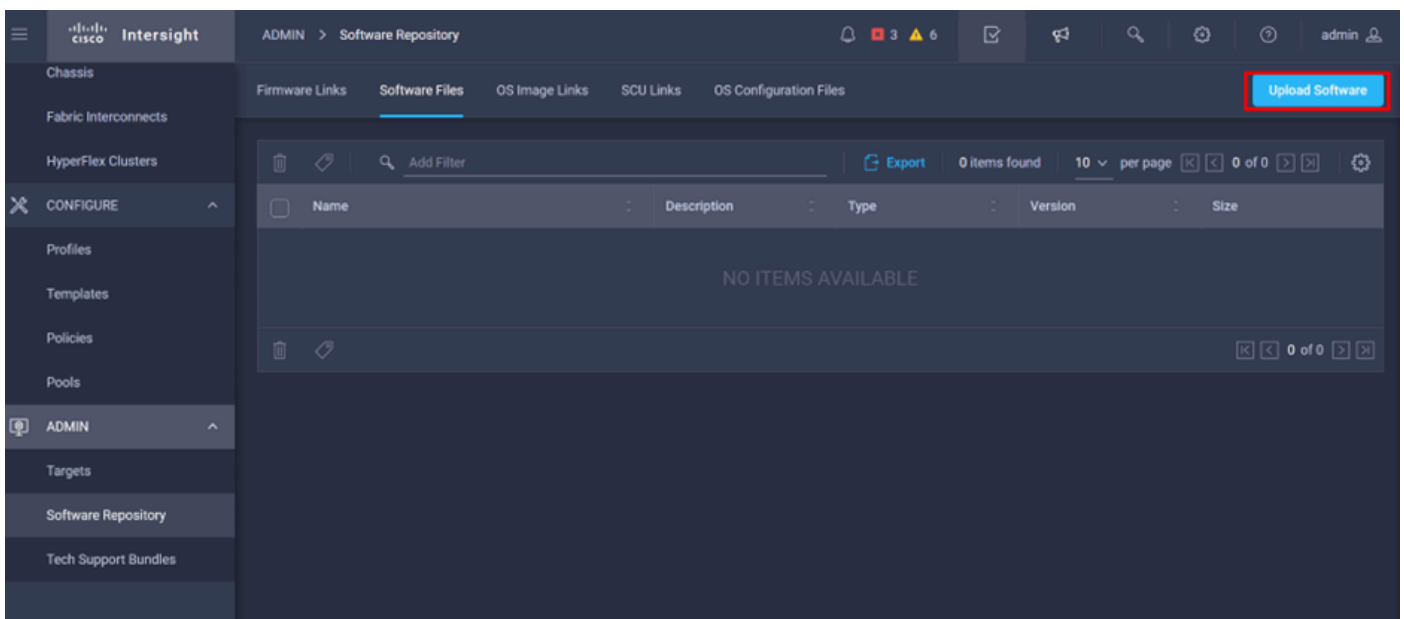 cisco Intersight
ADMIN > Software Repository
3 6
admin
Chassis
Fabric Interconnects
HyperFlex Clusters
CONFIGURE
Profiles
Templates
Policies
Pools
ADMIN
Targets
Software Repository
Tech Support Bundles
Firmware Links Software Files OS Image Links SCU Links OS Configuration Files
Upload Software
Add Filter
Export 0 items found 10 per page 0 of 0
Name Description Type Version Size
NO ITEMS AVAILABLE
0 of 0